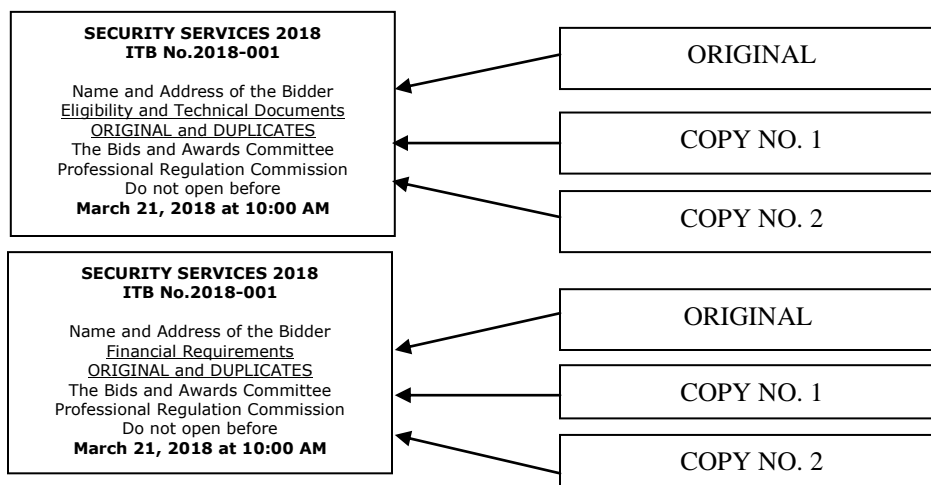 SECURITY SERVICES 2018
ITB No.2018-001
Name and Address of the Bidder
Eligibility and Technical Documents
ORIGINAL and DUPLICATES
The Bids and Awards Committee
Professional Regulation Commission
Do not open before
March 21, 2018 at 10:00 AM
ORIGINAL
COPY NO. 1
COPY NO. 2
SECURITY SERVICES 2018
ITB No.2018-001
Name and Address of the Bidder
Financial Requirements
ORIGINAL and DUPLICATES
The Bids and Awards Committee
Professional Regulation Commission
Do not open before
March 21, 2018 at 10:00 AM
ORIGINAL
COPY NO. 1
COPY NO. 2